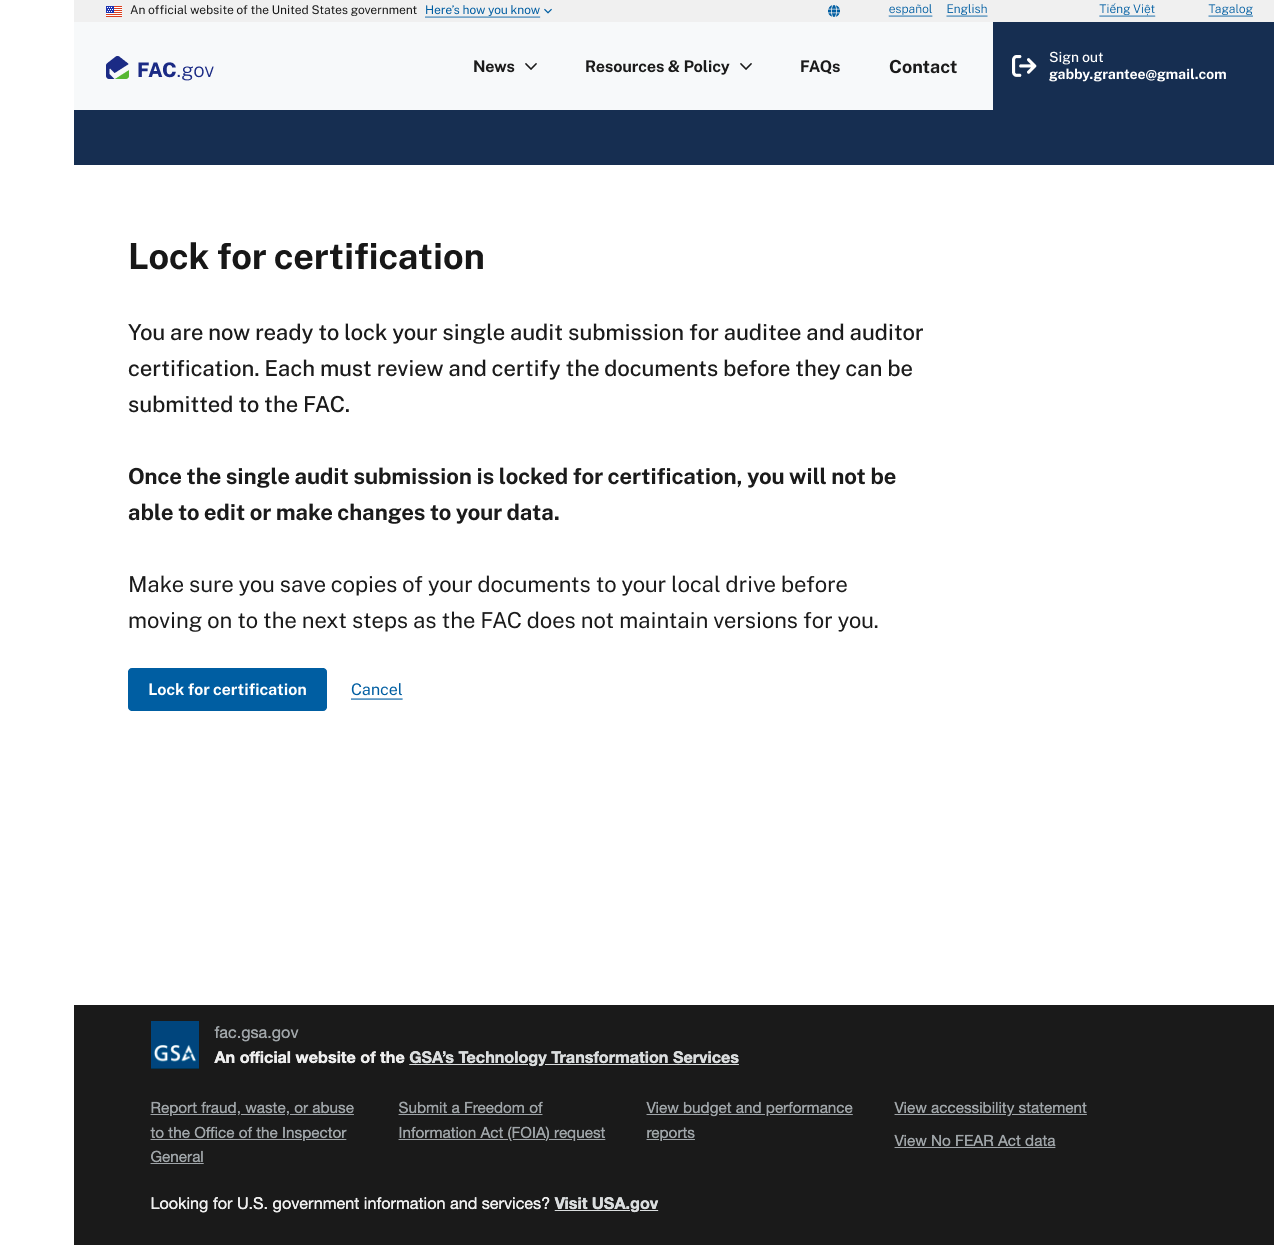 An official website of the United States government Here's how you know
español English Tiếng Việt Tagalog
FAC.gov
News
Resources & Policy
FAQs
Contact
Sign out
gabby.grantee@gmail.com
Lock for certification
You are now ready to lock your single audit submission for auditee and auditor
certification. Each must review and certify the documents before they can be
submitted to the FAC.
Once the single audit submission is locked for certification, you will not be
able to edit or make changes to your data.
Make sure you save copies of your documents to your local drive before
moving on to the next steps as the FAC does not maintain versions for you.
Lock for certification
Cancel
GSA
fac.gsa.gov
An official website of the GSA’s Technology Transformation Services
Report fraud, waste, or abuse
to the Office of the Inspector
General
Submit a Freedom of
Information Act (FOIA) request
View budget and performance
reports
View accessibility statement
View No FEAR Act data
Looking for U.S. government information and services? Visit USA.gov